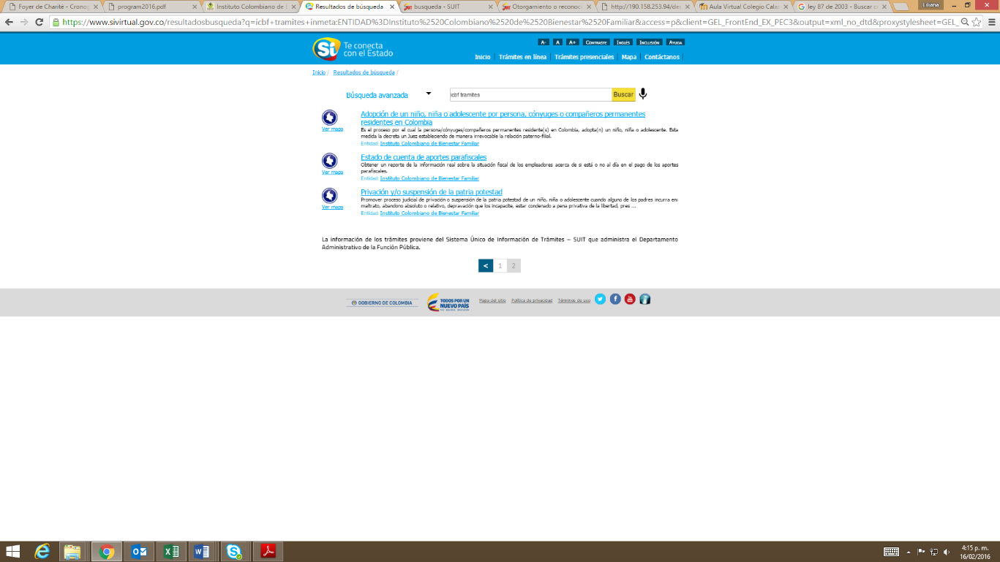 Foyer de Charité - Crono
program2016.pdf
Instituto Colombiano de
Resultados de búsqueda
busqueda - SUIT
Otorgamiento o reconoc
http://190.158.253.94/der
Aula Virtual Colegio Cala
ley 87 de 2003 - Buscar c
Liliana
https://www.sivirtual.gov.co/resultadosbusqueda?q=icbf+tramites+inmeta:ENTIDAD%3DInstituto%2520Colombiano%2520de%2520Bienestar%2520Familiar&access=p&client=GEL_FrontEnd_EX_PEC3&output=xml_no_dtd&proxystylesheet=GEL_
Si Te conecta
con el Estado
A- A A+ Contraste Inglés Inclusión Ayuda
Inicio Trámites en línea Trámites presenciales Mapa Contáctanos
Inicio / Resultados de búsqueda /
Búsqueda avanzada icbf tramites Buscar
Adopción de un niño, niña o adolescente por persona, cónyuges o compañeros permanentes
residentes en Colombia
Ver mapa
Es el proceso por el cual la persona/cónyuges/compañeros permanentes residente(s) en Colombia, adopta(n) un niño, niña o adolescente. Esta
medida la decreta un Juez estableciendo de manera irrevocable la relación paterno-filial.
Entidad: Instituto Colombiano de Bienestar Familiar
Estado de cuenta de aportes parafiscales
Obtener un reporte de la información real sobre la situación fiscal de los empleadores acerca de si está o no al día en el pago de los aportes
parafiscales.
Ver mapa
Entidad: Instituto Colombiano de Bienestar Familiar
Privación y/o suspensión de la patria potestad
Promover proceso judicial de privación o suspensión de la patria potestad de un niño, niña o adolescente cuando alguno de los padres incurra en:
maltrato, abandono absoluto o relativo, depravación que los incapacite, estar condenado a pena privativa de la libertad, pres ...
Ver mapa
Entidad: Instituto Colombiano de Bienestar Familiar
La información de los trámites proviene del Sistema Único de Información de Trámites – SUIT que administra el Departamento
Administrativo de la Función Pública.
< 1 2
GOBIERNO DE COLOMBIA
TODOS POR UN
NUEVO PAÍS
PAZ EQUIDAD EDUCACIÓN
Mapa del sitio Política de privacidad Términos de uso
4:15 p. m.
16/02/2016